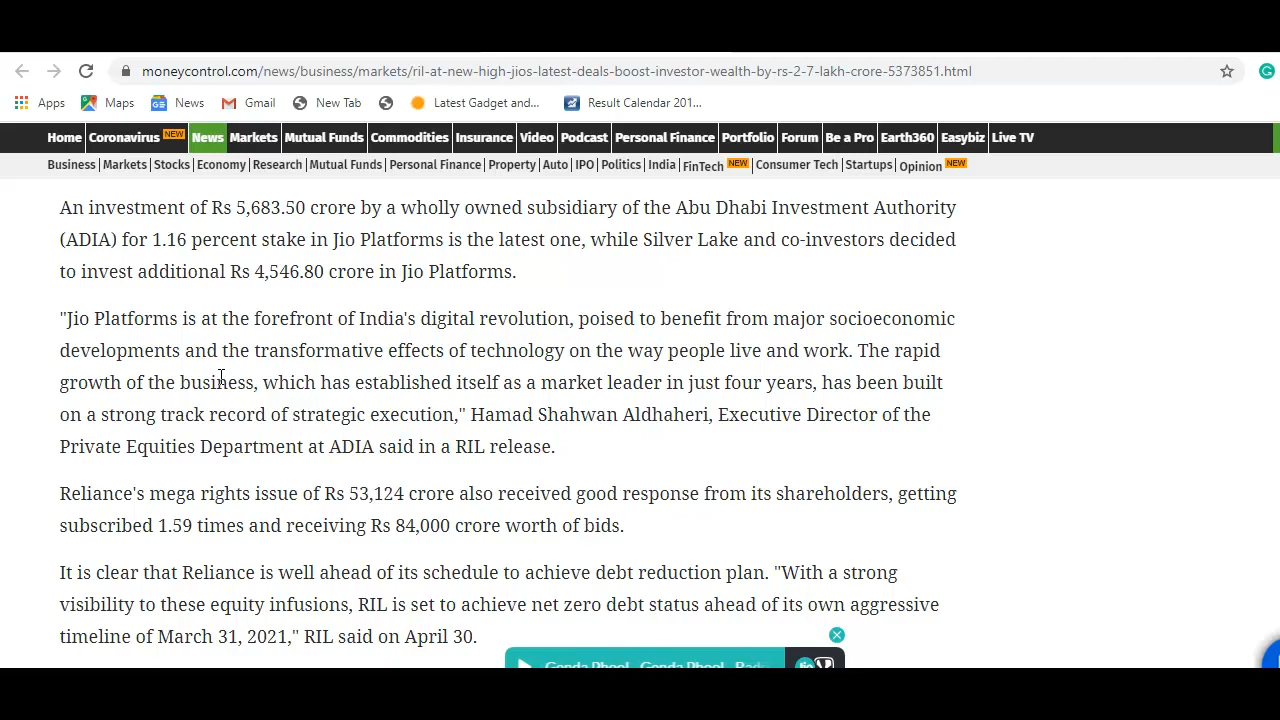 moneycontrol.com/news/business/markets/ril-at-new-high-jios-latest-deals-boost-investor-wealth-by-rs-2-7-lakh-crore-5373851.html
Apps Maps News Gmail New Tab Latest Gadget and... Result Calendar 201...
Home Coronavirus NEW News Markets Mutual Funds Commodities Insurance Video Podcast Personal Finance Portfolio Forum Be a Pro Earth360 Easybiz Live TV
Business Markets Stocks Economy Research Mutual Funds Personal Finance Property Auto IPO Politics India FinTech NEW Consumer Tech Startups Opinion NEW
An investment of Rs 5,683.50 crore by a wholly owned subsidiary of the Abu Dhabi Investment Authority
(ADIA) for 1.16 percent stake in Jio Platforms is the latest one, while Silver Lake and co-investors decided
to invest additional Rs 4,546.80 crore in Jio Platforms.
"Jio Platforms is at the forefront of India's digital revolution, poised to benefit from major socioeconomic
developments and the transformative effects of technology on the way people live and work. The rapid
growth of the business, which has established itself as a market leader in just four years, has been built
on a strong track record of strategic execution," Hamad Shahwan Aldhaheri, Executive Director of the
Private Equities Department at ADIA said in a RIL release.
Reliance's mega rights issue of Rs 53,124 crore also received good response from its shareholders, getting
subscribed 1.59 times and receiving Rs 84,000 crore worth of bids.
It is clear that Reliance is well ahead of its schedule to achieve debt reduction plan. "With a strong
visibility to these equity infusions, RIL is set to achieve net zero debt status ahead of its own aggressive
timeline of March 31, 2021," RIL said on April 30.
Genda Phool Genda Phool